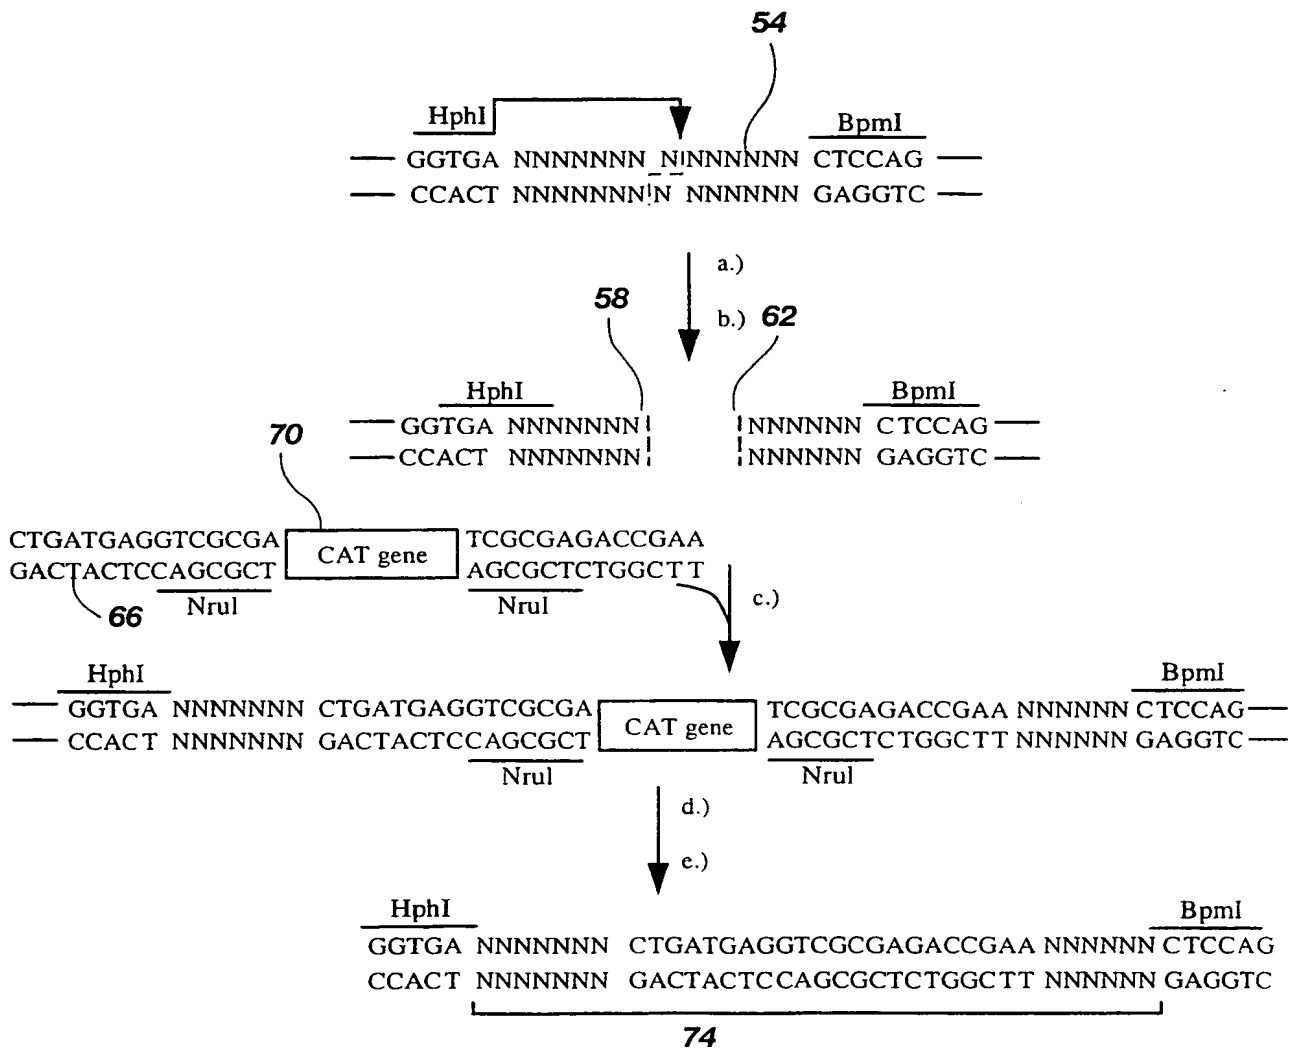 54
HphI
BpmI
GGTGA NNNNNNN NNNNNNN CTCCAG
CCACT NNNNNNN N NNNNNN GAGGTC
a.)
58
b.) 62
HphI
BpmI
GGTGA NNNNNNN NNNNNN CTCCAG
CCACT NNNNNNN NNNNNN GAGGTC
70
CTGATGAGGTCGCGA CAT gene TCGCGAGACCGAA
GACTACTCCAGCGCT AGCGCTCTGGCTT
NruI NruI
66
c.)
HphI
BpmI
GGTGA NNNNNNN CTGATGAGGTCGCGA CAT gene TCGCGAGACCGAA NNNNNN CTCCAG
CCACT NNNNNNN GACTACTCCAGCGCT AGCGCTCTGGCTT NNNNNN GAGGTC
NruI NruI
d.)
e.)
HphI
BpmI
GGTGA NNNNNNN CTGATGAGGTCGCGAGACCGAA NNNNNN CTCCAG
CCACT NNNNNNN GACTACTCCAGCGCTCTGGCTT NNNNNN GAGGTC
74